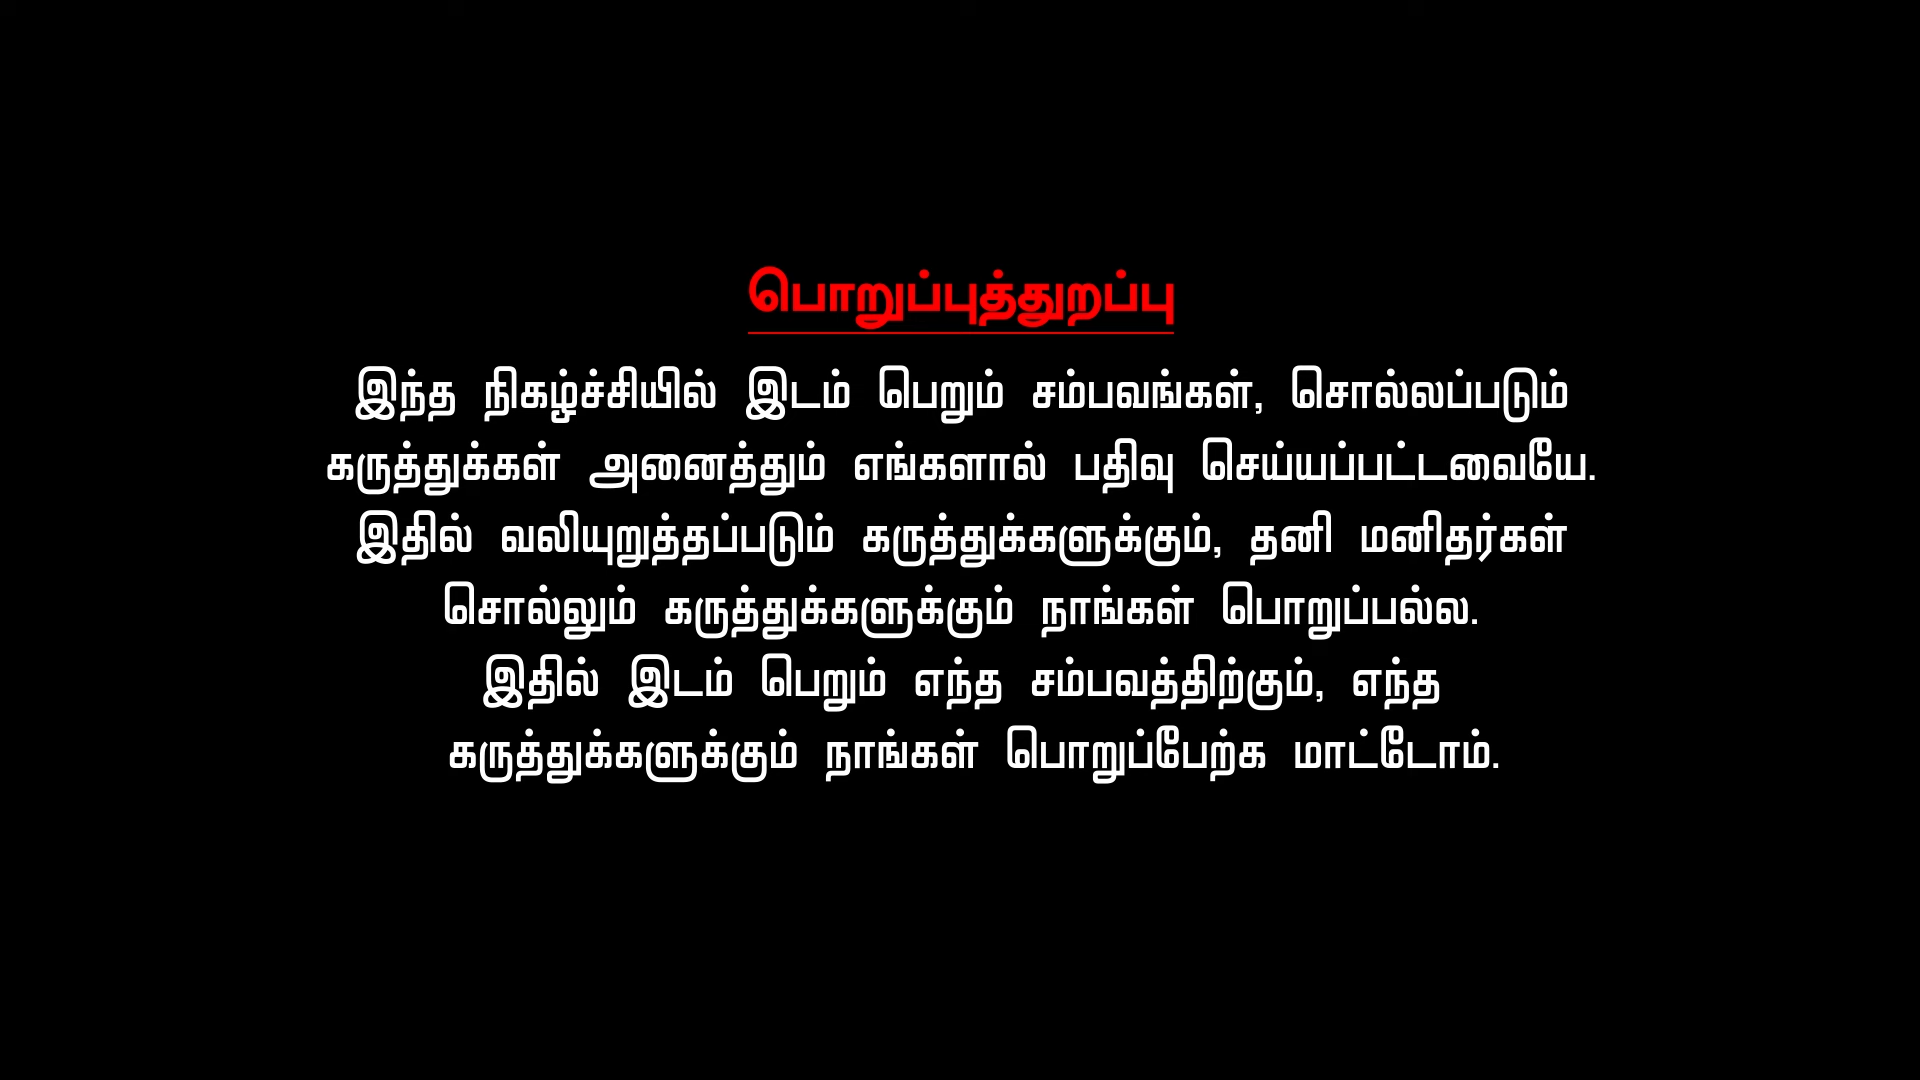 பொறுப்புத்துறப்பு
இந்த நிகழ்ச்சியில் இடம் பெறும் சம்பவங்கள், சொல்லப்படும்
கருத்துக்கள் அனைத்தும் எங்களால் பதிவு செய்யப்பட்டவையே.
இதில் வலியுறுத்தப்படும் கருத்துக்களுக்கும், தனி மனிதர்கள்
சொல்லும் கருத்துக்களுக்கும் நாங்கள் பொறுப்பல்ல.
இதில் இடம் பெறும் எந்த சம்பவத்திற்கும், எந்த
கருத்துக்களுக்கும் நாங்கள் பொறுப்பேற்க மாட்டோம்.